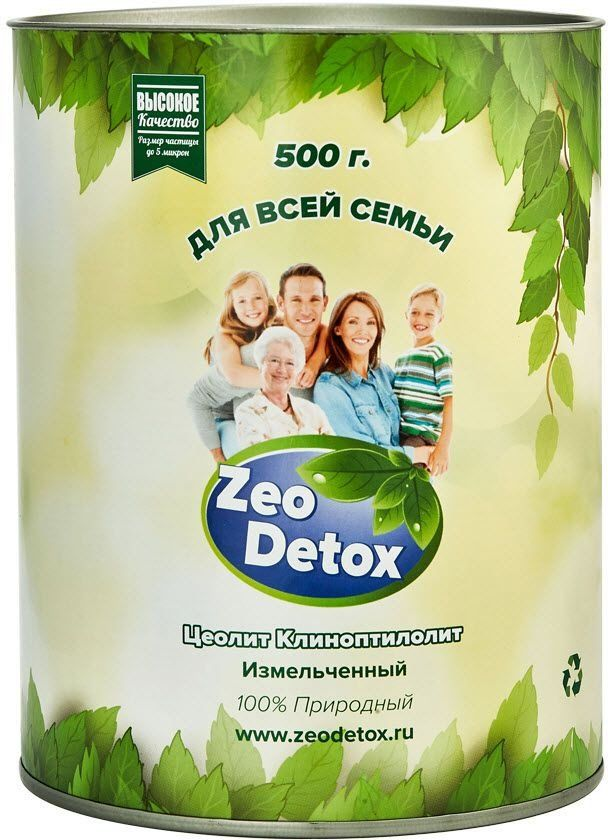 ВЫСОКОЕ
Качество
Размер частицы
до 5 микрон
500 г.
ДЛЯ ВСЕЙ СЕМЬИ
Zeo
Detox
Цеолит Клиноптилолит
Измельченный
100% Природный
www.zeodetox.ru